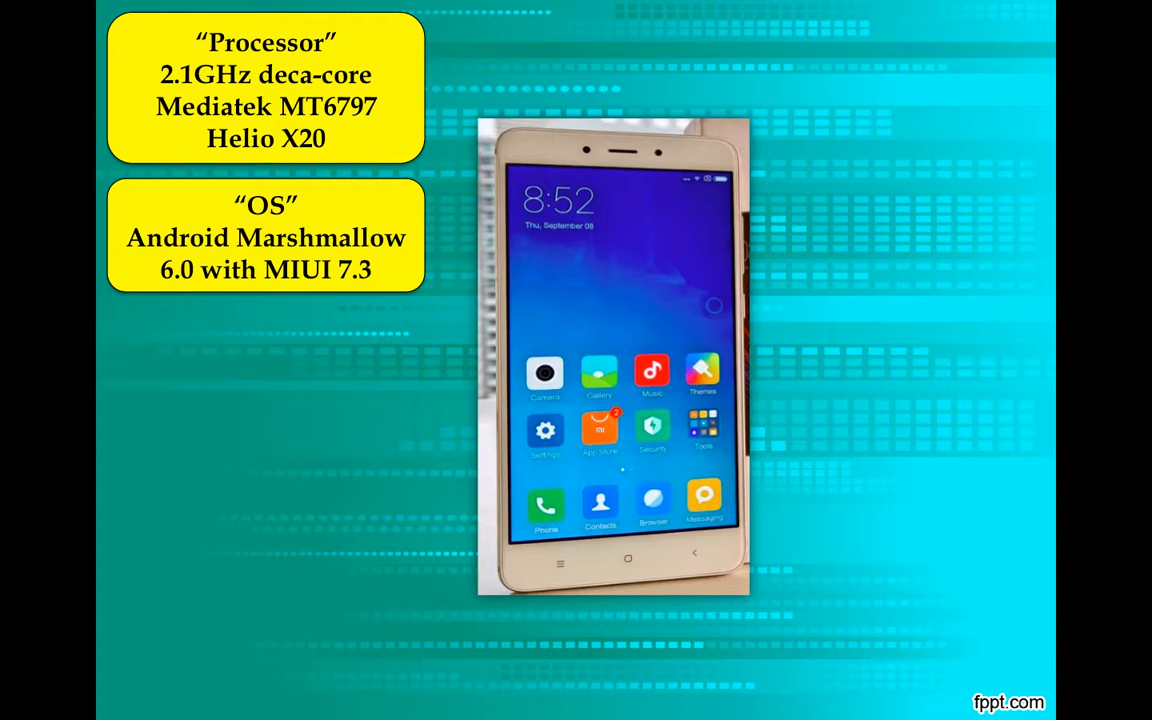 “Processor”
2.1GHz deca-core
Mediatek MT6797
Helio X20
“OS”
Android Marshmallow
6.0 with MIUI 7.3
8:52
Thu, September 08
Camera
Gallery
Music
Themes
2
mi
Settings
App Store
Security
Tools
Phone
Contacts
Browser
Messaging
fppt.com